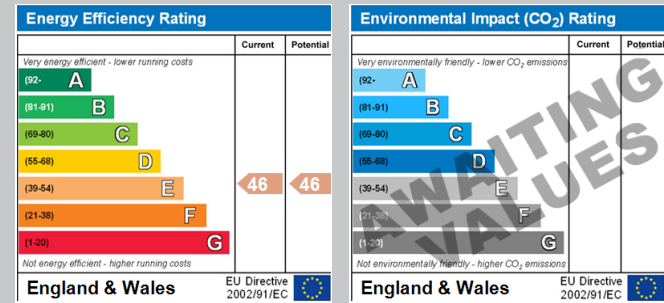 Energy Efficiency Rating
Current Potential
Very energy efficient - lower running costs
(92- A
(81-91) B
(69-80) C
(55-68) D
(39-54) E 46 46
(21-38) F
(1-20) G
Not energy efficient - higher running costs
England & Wales
EU Directive
2002/91/EC
Environmental Impact (CO2) Rating
Current Potential
Very environmentally friendly - lower CO2 emissions
(92- A
(81-91) B
(69-80) C
(55-68) D
(39-54) E
(21-38) F
(1-20) G
Not environmentally friendly - higher CO2 emissions
AWAITING
VALUES
England & Wales
EU Directive
2002/91/EC